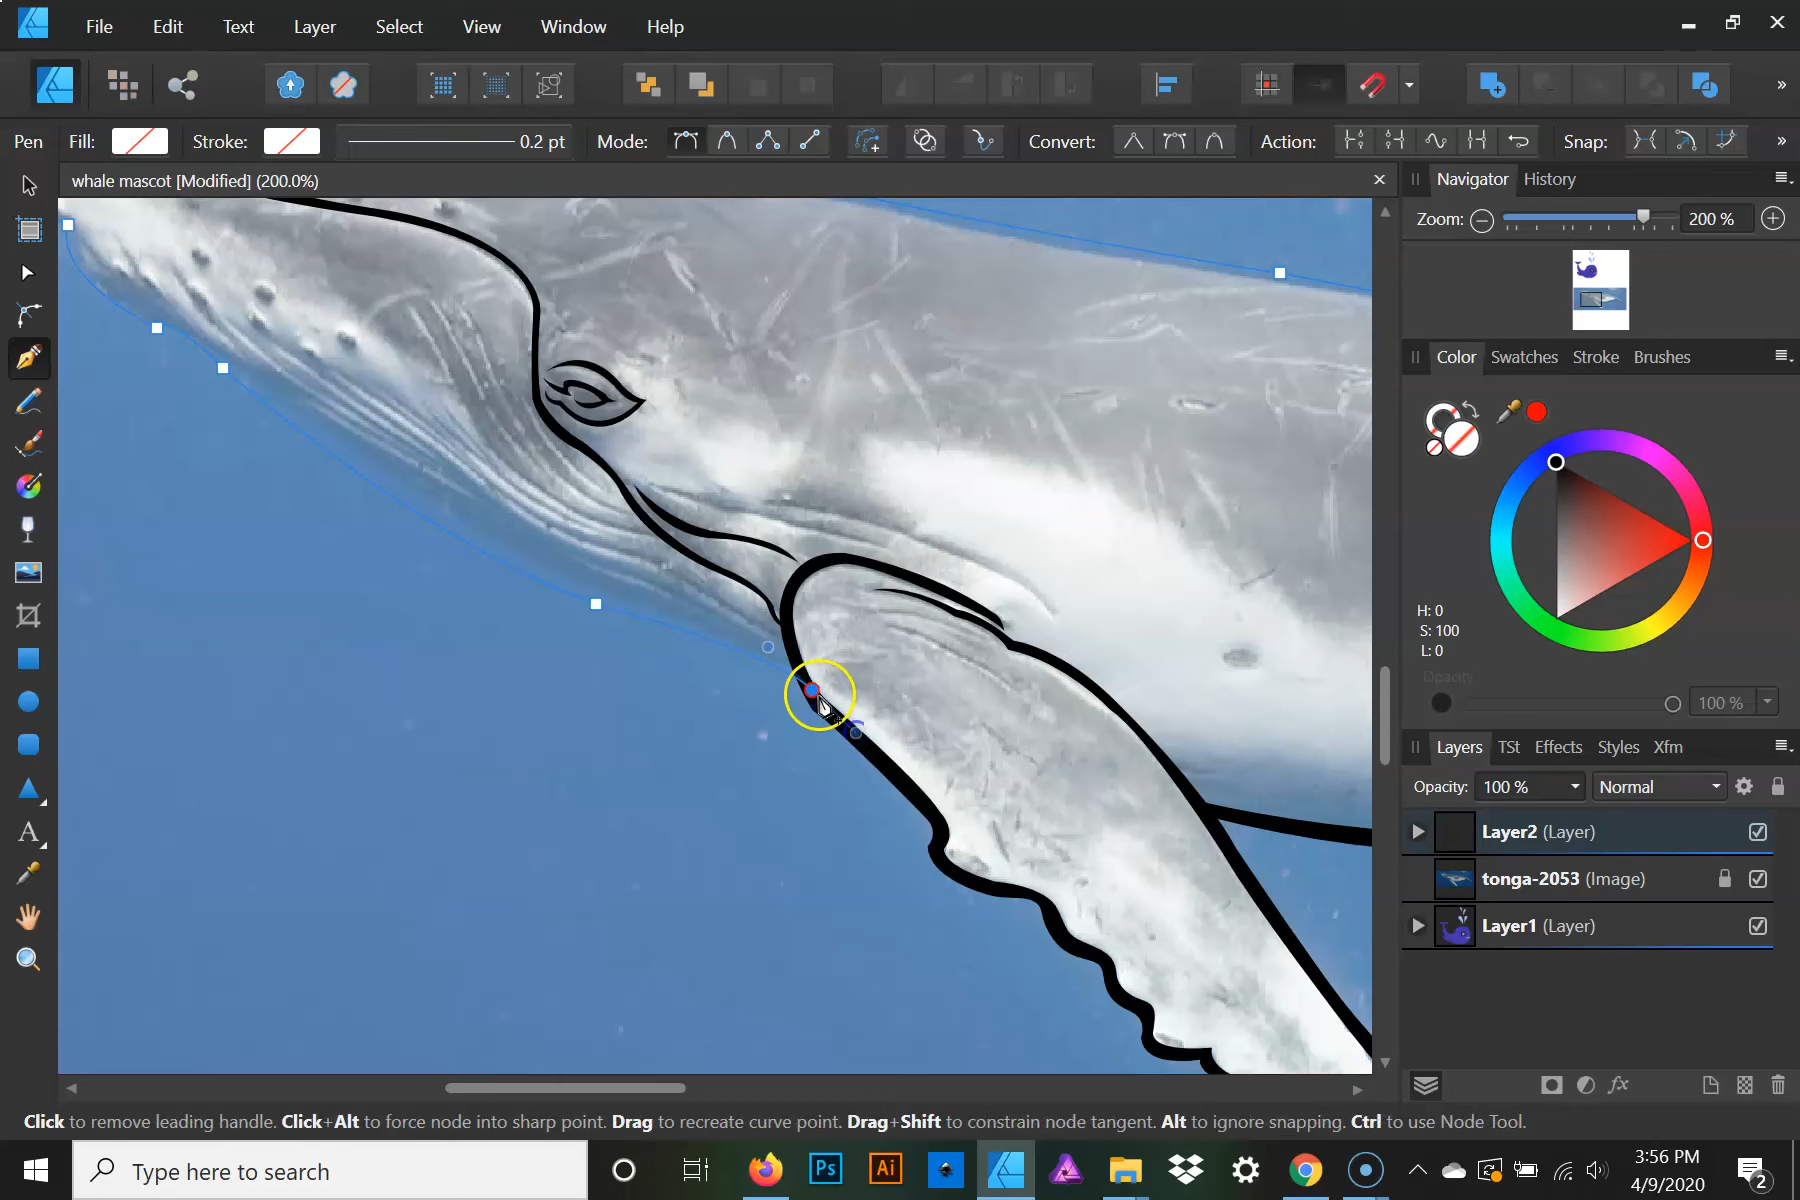 File Edit Text Layer Select View Window Help
Pen Fill: Stroke: 0.2 pt Mode: Convert: Action: Snap: »
whale mascot [Modified] (200.0%)
Navigator History
Zoom: 200 %
Color Swatches Stroke Brushes
H: 0
S: 100
L: 0
Opacity
100 %
Layers TSt Effects Styles Xfm
Opacity: 100 % Normal
Layer2 (Layer)
tonga-2053 (Image)
Layer1 (Layer)
fx
Click to remove leading handle. Click+Alt to force node into sharp point. Drag to recreate curve point. Drag+Shift to constrain node tangent. Alt to ignore snapping. Ctrl to use Node Tool.
Type here to search
Ps Ai
3:56 PM
4/9/2020
2